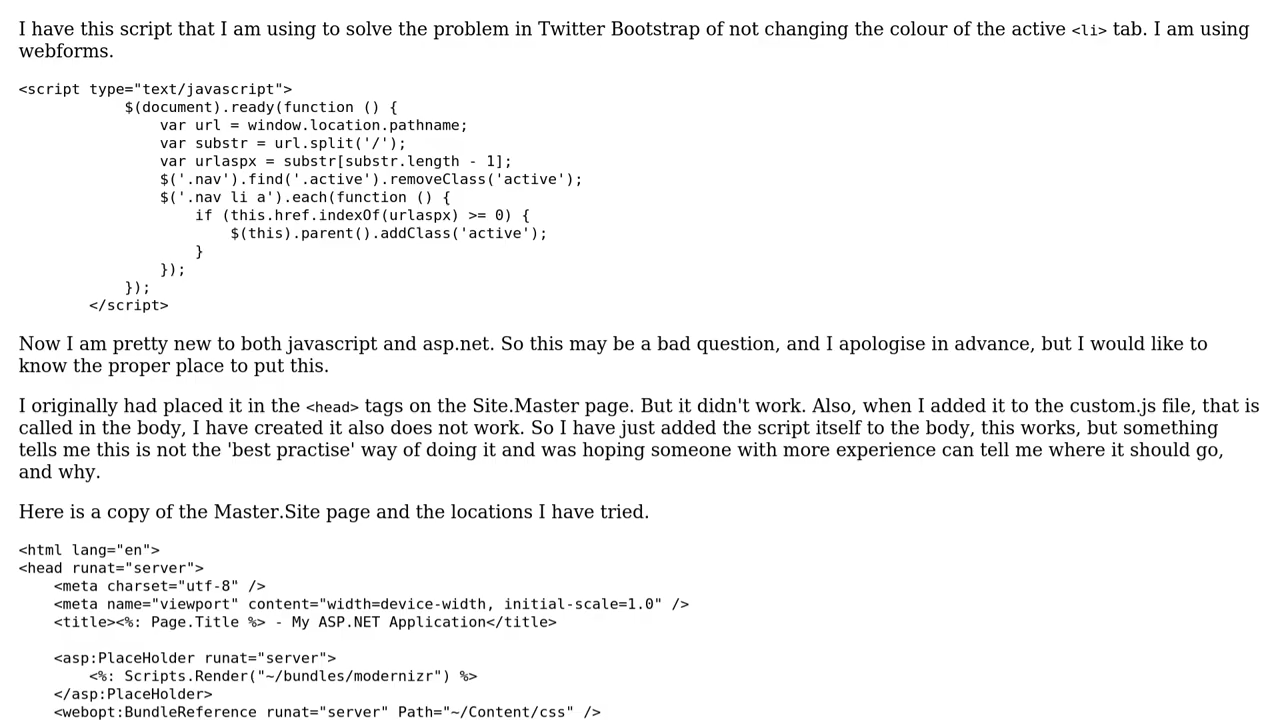 I have this script that I am using to solve the problem in Twitter Bootstrap of not changing the colour of the active <li> tab. I am using
webforms.
<script type="text/javascript">
            $(document).ready(function () {
                var url = window.location.pathname;
                var substr = url.split('/');
                var urlaspx = substr[substr.length - 1];
                $('.nav').find('.active').removeClass('active');
                $('.nav li a').each(function () {
                    if (this.href.indexOf(urlaspx) >= 0) {
                        $(this).parent().addClass('active');
                    }
                });
            });
        </script>
Now I am pretty new to both javascript and asp.net. So this may be a bad question, and I apologise in advance, but I would like to
know the proper place to put this.
I originally had placed it in the <head> tags on the Site.Master page. But it didn't work. Also, when I added it to the custom.js file, that is
called in the body, I have created it also does not work. So I have just added the script itself to the body, this works, but something
tells me this is not the 'best practise' way of doing it and was hoping someone with more experience can tell me where it should go,
and why.
Here is a copy of the Master.Site page and the locations I have tried.
<html lang="en">
<head runat="server">
    <meta charset="utf-8" />
    <meta name="viewport" content="width=device-width, initial-scale=1.0" />
    <title><%: Page.Title %> - My ASP.NET Application</title>
    <asp:PlaceHolder runat="server">
        <%: Scripts.Render("~/bundles/modernizr") %>
    </asp:PlaceHolder>
    <webopt:BundleReference runat="server" Path="~/Content/css" />